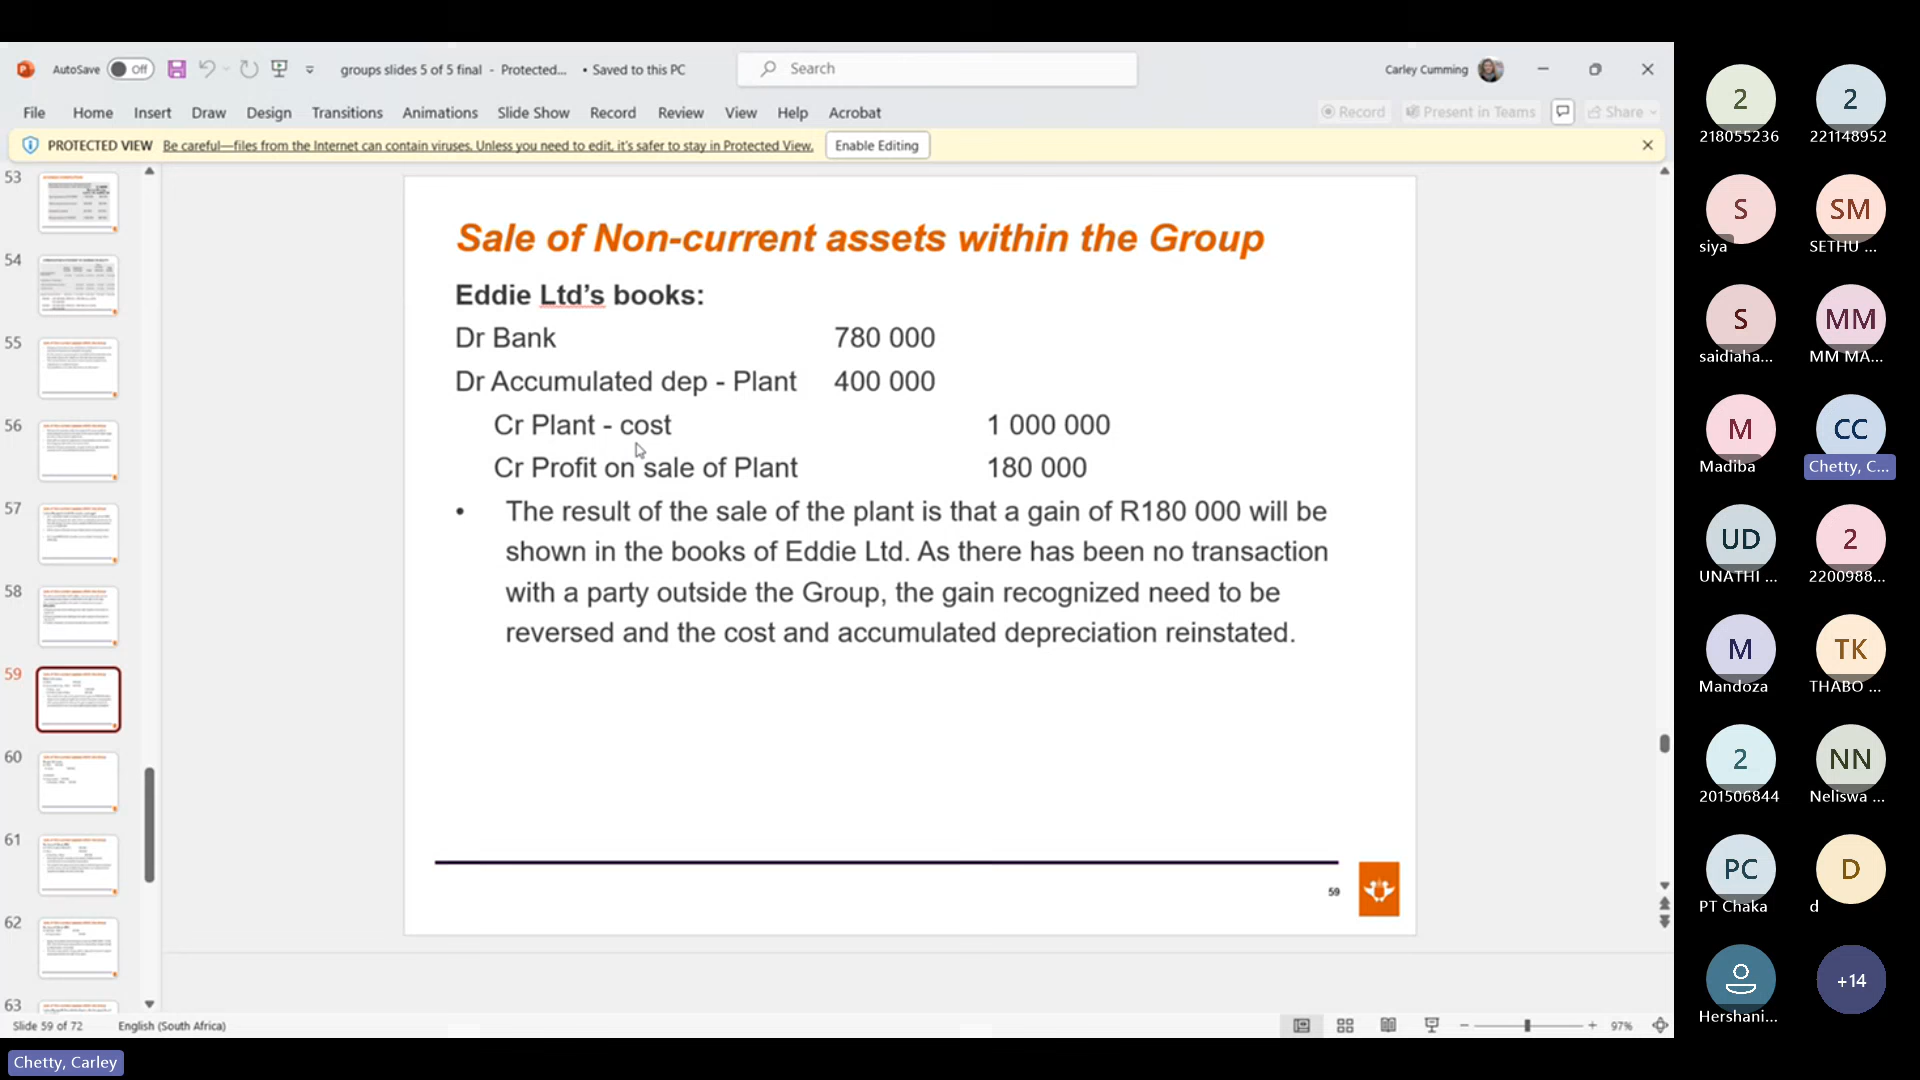 AutoSave Off groups slides 5 of 5 final - Protected... • Saved to this PC Search Carley Cumming
File Home Insert Draw Design Transitions Animations Slide Show Record Review View Help Acrobat Record Present in Teams Share
PROTECTED VIEW Be careful—files from the Internet can contain viruses. Unless you need to edit, it's safer to stay in Protected View. Enable Editing
53
54
55
56
57
58
59
60
61
62
63
Sale of Non-current assets within the Group
Eddie Ltd's books:
Dr Bank 780 000
Dr Accumulated dep - Plant 400 000
Cr Plant - cost 1 000 000
Cr Profit on sale of Plant 180 000
• The result of the sale of the plant is that a gain of R180 000 will be
shown in the books of Eddie Ltd. As there has been no transaction
with a party outside the Group, the gain recognized need to be
reversed and the cost and accumulated depreciation reinstated.
59
Slide 59 of 72 English (South Africa) 97%
Chetty, Carley
2 2
218055236 221148952
S SM
siya SETHU ...
S MM
saidiaha... MM MA...
M CC
Madiba Chetty, C...
UD 2
UNATHI ... 2200988...
M TK
Mandoza THABO ...
2 NN
201506844 Neliswa ...
PC D
PT Chaka d
+14
Hershani...